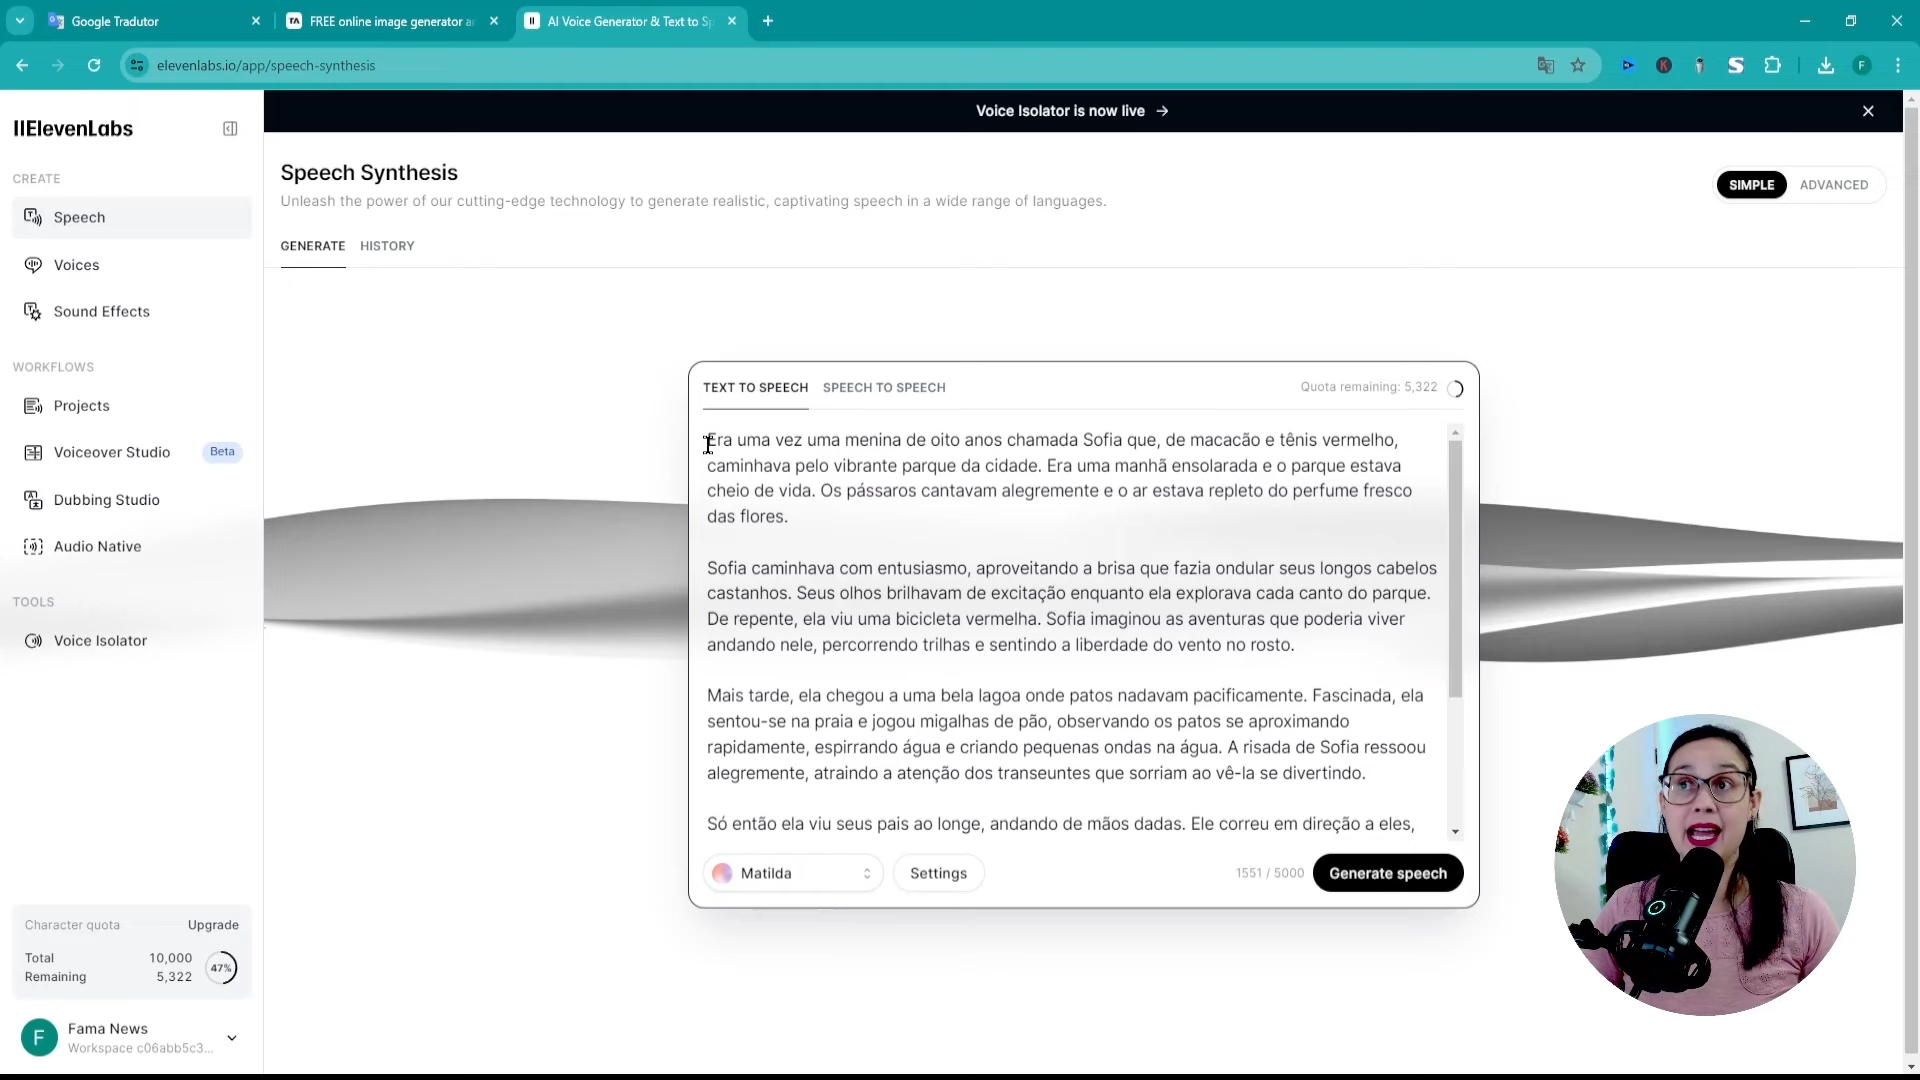 Google Tradutor
FREE online image generator a
AI Voice Generator & Text to Sp
elevenlabs.io/app/speech-synthesis
F
Voice Isolator is now live →
IIElevenLabs
Speech Synthesis
Unleash the power of our cutting-edge technology to generate realistic, captivating speech in a wide range of languages.
SIMPLE ADVANCED
GENERATE HISTORY
CREATE
Speech
Voices
Sound Effects
WORKFLOWS
Projects
Voiceover Studio Beta
Dubbing Studio
Audio Native
TOOLS
Voice Isolator
Character quota Upgrade
Total 10,000
Remaining 5,322
47%
F
Fama News
Workspace c06abb5c3...
TEXT TO SPEECH SPEECH TO SPEECH Quota remaining: 5,322
Era uma vez uma menina de oito anos chamada Sofia que, de macacão e tênis vermelho,
caminhava pelo vibrante parque da cidade. Era uma manhã ensolarada e o parque estava
cheio de vida. Os pássaros cantavam alegremente e o ar estava repleto do perfume fresco
das flores.
Sofia caminhava com entusiasmo, aproveitando a brisa que fazia ondular seus longos cabelos
castanhos. Seus olhos brilhavam de excitação enquanto ela explorava cada canto do parque.
De repente, ela viu uma bicicleta vermelha. Sofia imaginou as aventuras que poderia viver
andando nele, percorrendo trilhas e sentindo a liberdade do vento no rosto.
Mais tarde, ela chegou a uma bela lagoa onde patos nadavam pacificamente. Fascinada, ela
sentou-se na praia e jogou migalhas de pão, observando os patos se aproximando
rapidamente, espirrando água e criando pequenas ondas na água. A risada de Sofia ressoou
alegremente, atraindo a atenção dos transeuntes que sorriam ao vê-la se divertindo.
Só então ela viu seus pais ao longe, andando de mãos dadas. Ele correu em direção a eles,
Matilda Settings 1551 / 5000 Generate speech